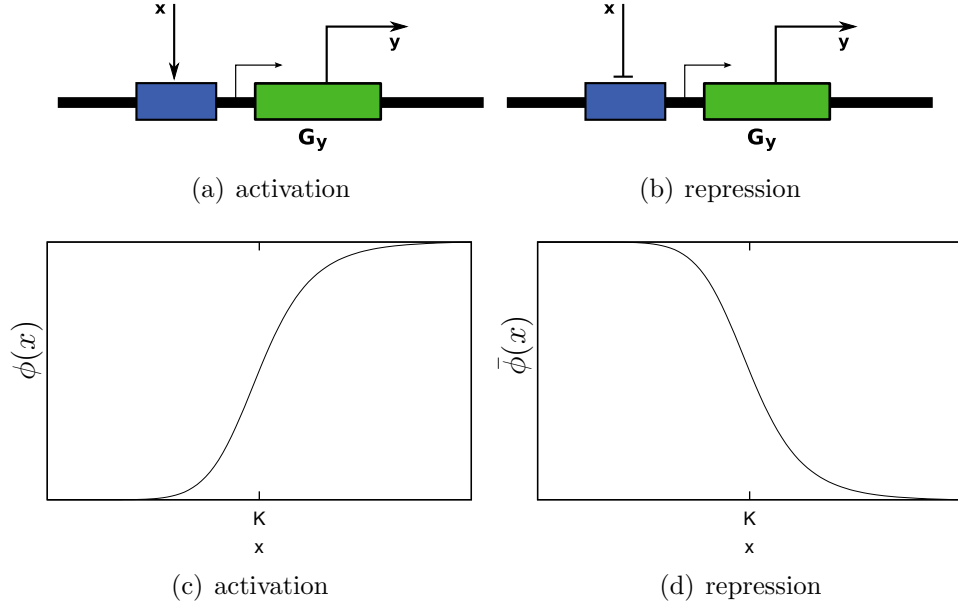 x
y
G_y
(a) activation
x
y
G_y
(b) repression
ϕ(x)
K
x
(c) activation
ϕ̄(x)
K
x
(d) repression